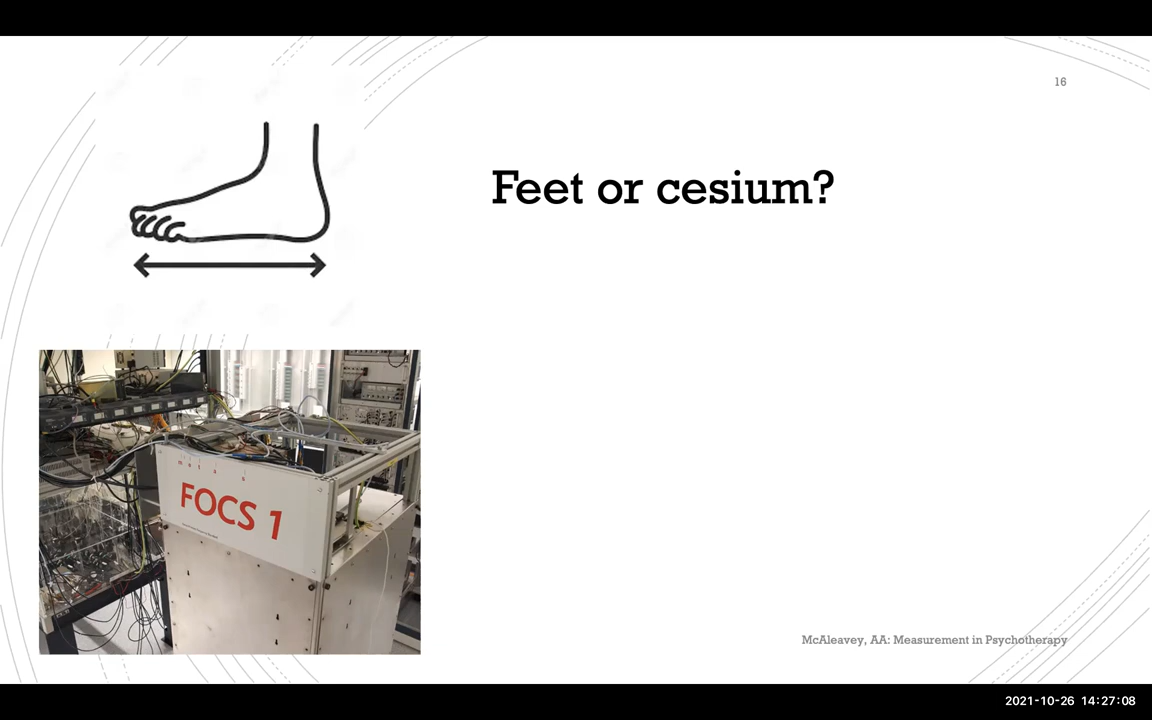 16
Feet or cesium?
FOCS 1
McAleavey, AA: Measurement in Psychotherapy
2021-10-26 14:27:08